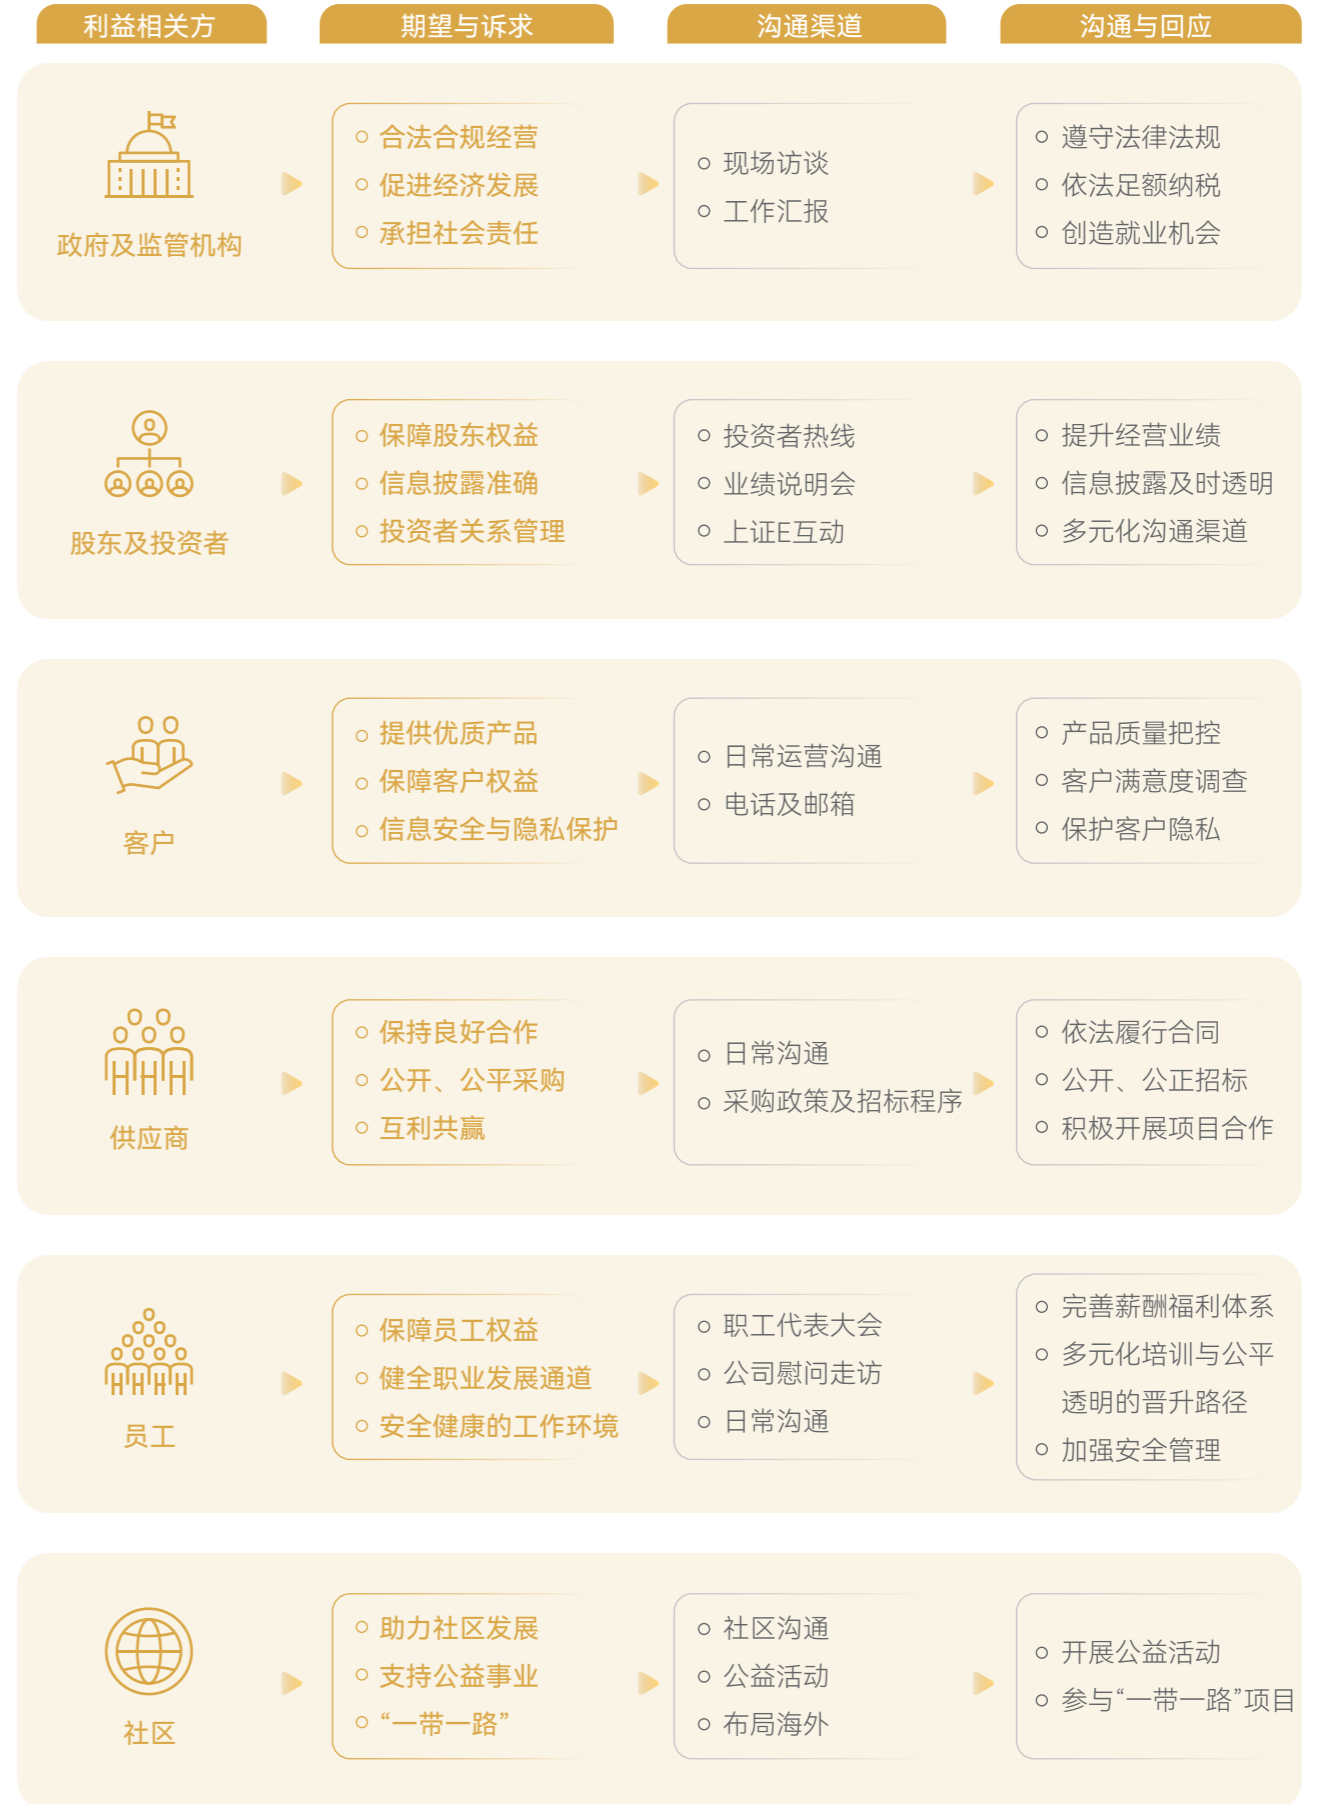 利益相关方
期望与诉求
沟通渠道
沟通与回应
政府及监管机构
合法合规经营
促进经济发展
承担社会责任
现场访谈
工作汇报
遵守法律法规
依法足额纳税
创造就业机会
股东及投资者
保障股东权益
信息披露准确
投资者关系管理
投资者热线
业绩说明会
上证E互动
提升经营业绩
信息披露及时透明
多元化沟通渠道
客户
提供优质产品
保障客户权益
信息安全与隐私保护
日常运营沟通
电话及邮箱
产品质量把控
客户满意度调查
保护客户隐私
供应商
保持良好合作
公开、公平采购
互利共赢
日常沟通
采购政策及招标程序
依法履行合同
公开、公正招标
积极开展项目合作
员工
保障员工权益
健全职业发展通道
安全健康的工作环境
职工代表大会
公司慰问走访
日常沟通
完善薪酬福利体系
多元化培训与公平
透明的晋升路径
加强安全管理
社区
助力社区发展
支持公益事业
“一带一路”
社区沟通
公益活动
布局海外
开展公益活动
参与“一带一路”项目